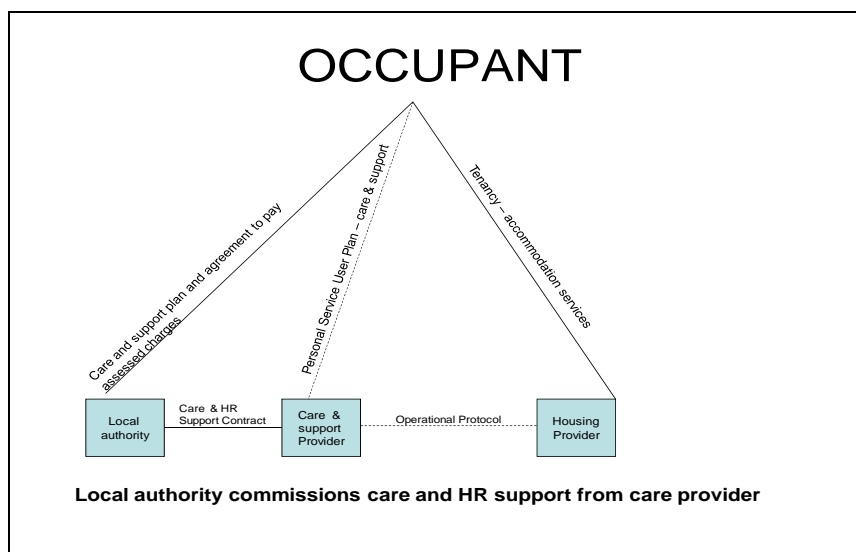 OCCUPANT
Care and support plan and agreement to pay
assessed charges
Personal Service User Plan – care & support
Tenancy – accommodation services
Local
authority
Care & HR
Support Contract
Care &
support
Provider
Operational Protocol
Housing
Provider
Local authority commissions care and HR support from care provider